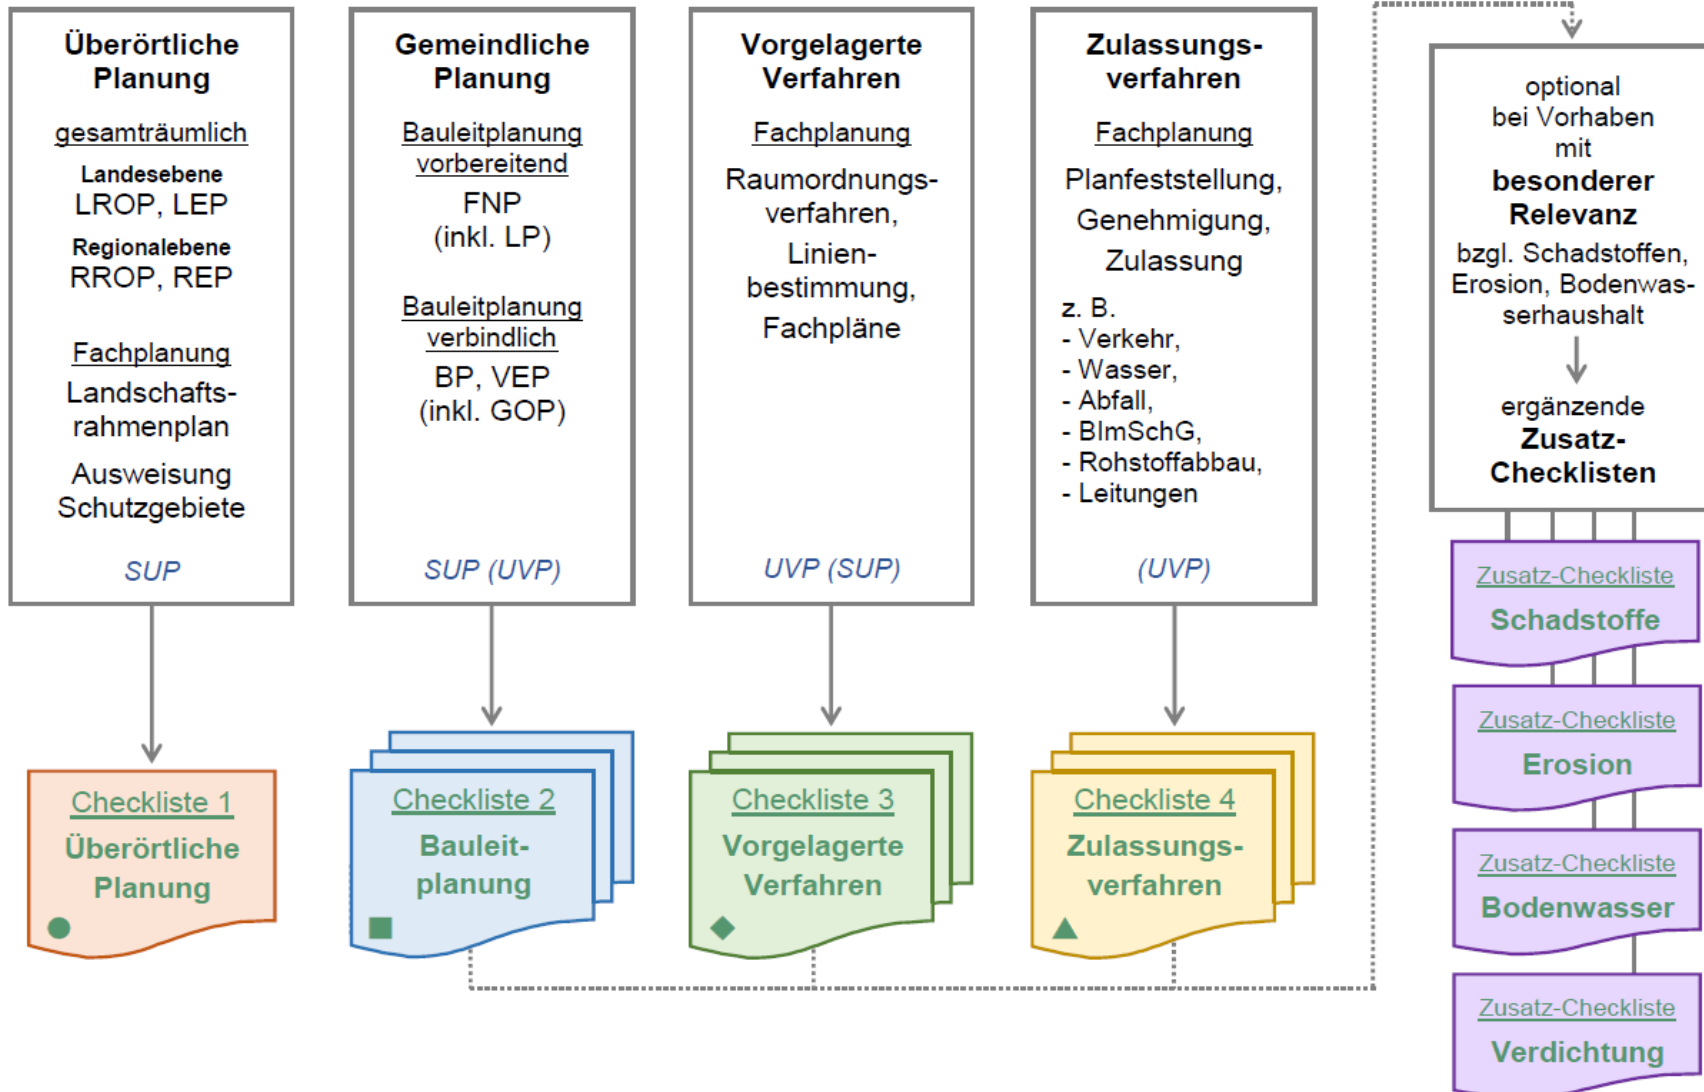 Überörtliche
Planung
gesamträumlich
Landesebene
LROP, LEP
Regionalebene
RROP, REP
Fachplanung
Landschafts-
rahmenplan
Ausweisung
Schutzgebiete
SUP
Gemeindliche
Planung
Bauleitplanung
vorbereitend
FNP
(inkl. LP)
Bauleitplanung
verbindlich
BP, VEP
(inkl. GOP)
SUP (UVP)
Vorgelagerte
Verfahren
Fachplanung
Raumordnungs-
verfahren,
Linien-
bestimmung,
Fachpläne
UVP (SUP)
Zulassungs-
verfahren
Fachplanung
Planfeststellung,
Genehmigung,
Zulassung
z. B.
- Verkehr,
- Wasser,
- Abfall,
- BImSchG,
- Rohstoffabbau,
- Leitungen
(UVP)
optional
bei Vorhaben
mit
besonderer
Relevanz
bzgl. Schadstoffen,
Erosion, Bodenwas-
serhaushalt
ergänzende
Zusatz-
Checklisten
Checkliste 1
Überörtliche
Planung
Checkliste 2
Bauleit-
planung
Checkliste 3
Vorgelagerte
Verfahren
Checkliste 4
Zulassungs-
verfahren
Zusatz-Checkliste
Schadstoffe
Zusatz-Checkliste
Erosion
Zusatz-Checkliste
Bodenwasser
Zusatz-Checkliste
Verdichtung